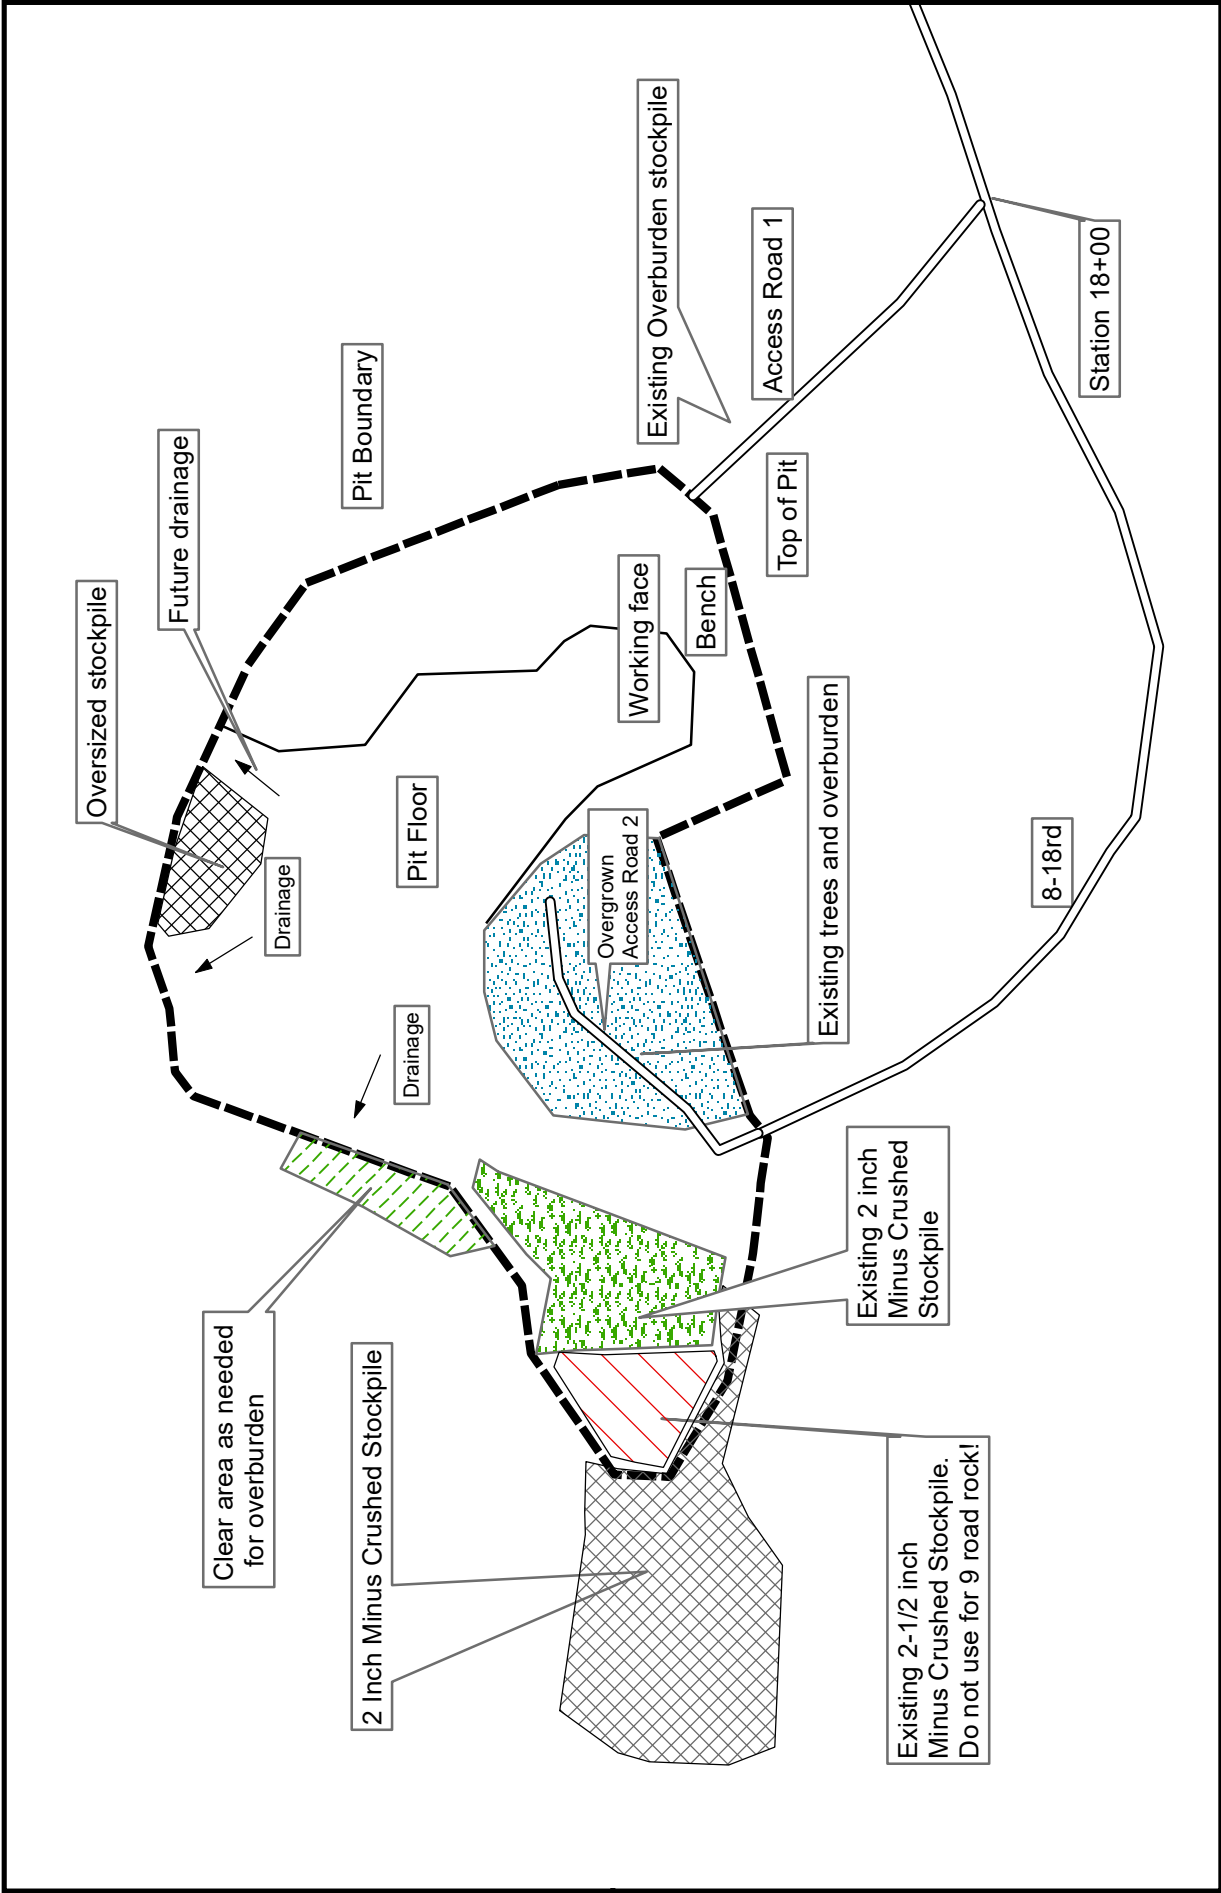 Oversized stockpile
Future drainage
Pit Boundary
Existing Overburden stockpile
Access Road 1
Station 18+00
Top of Pit
Bench
Working face
Pit Floor
Drainage
Drainage
Overgrown
Access Road 2
Existing trees and overburden
8-18rd
Clear area as needed
for overburden
2 Inch Minus Crushed Stockpile
Existing 2 inch
Minus Crushed
Stockpile
Existing 2-1/2 inch
Minus Crushed Stockpile.
Do not use for 9 road rock!